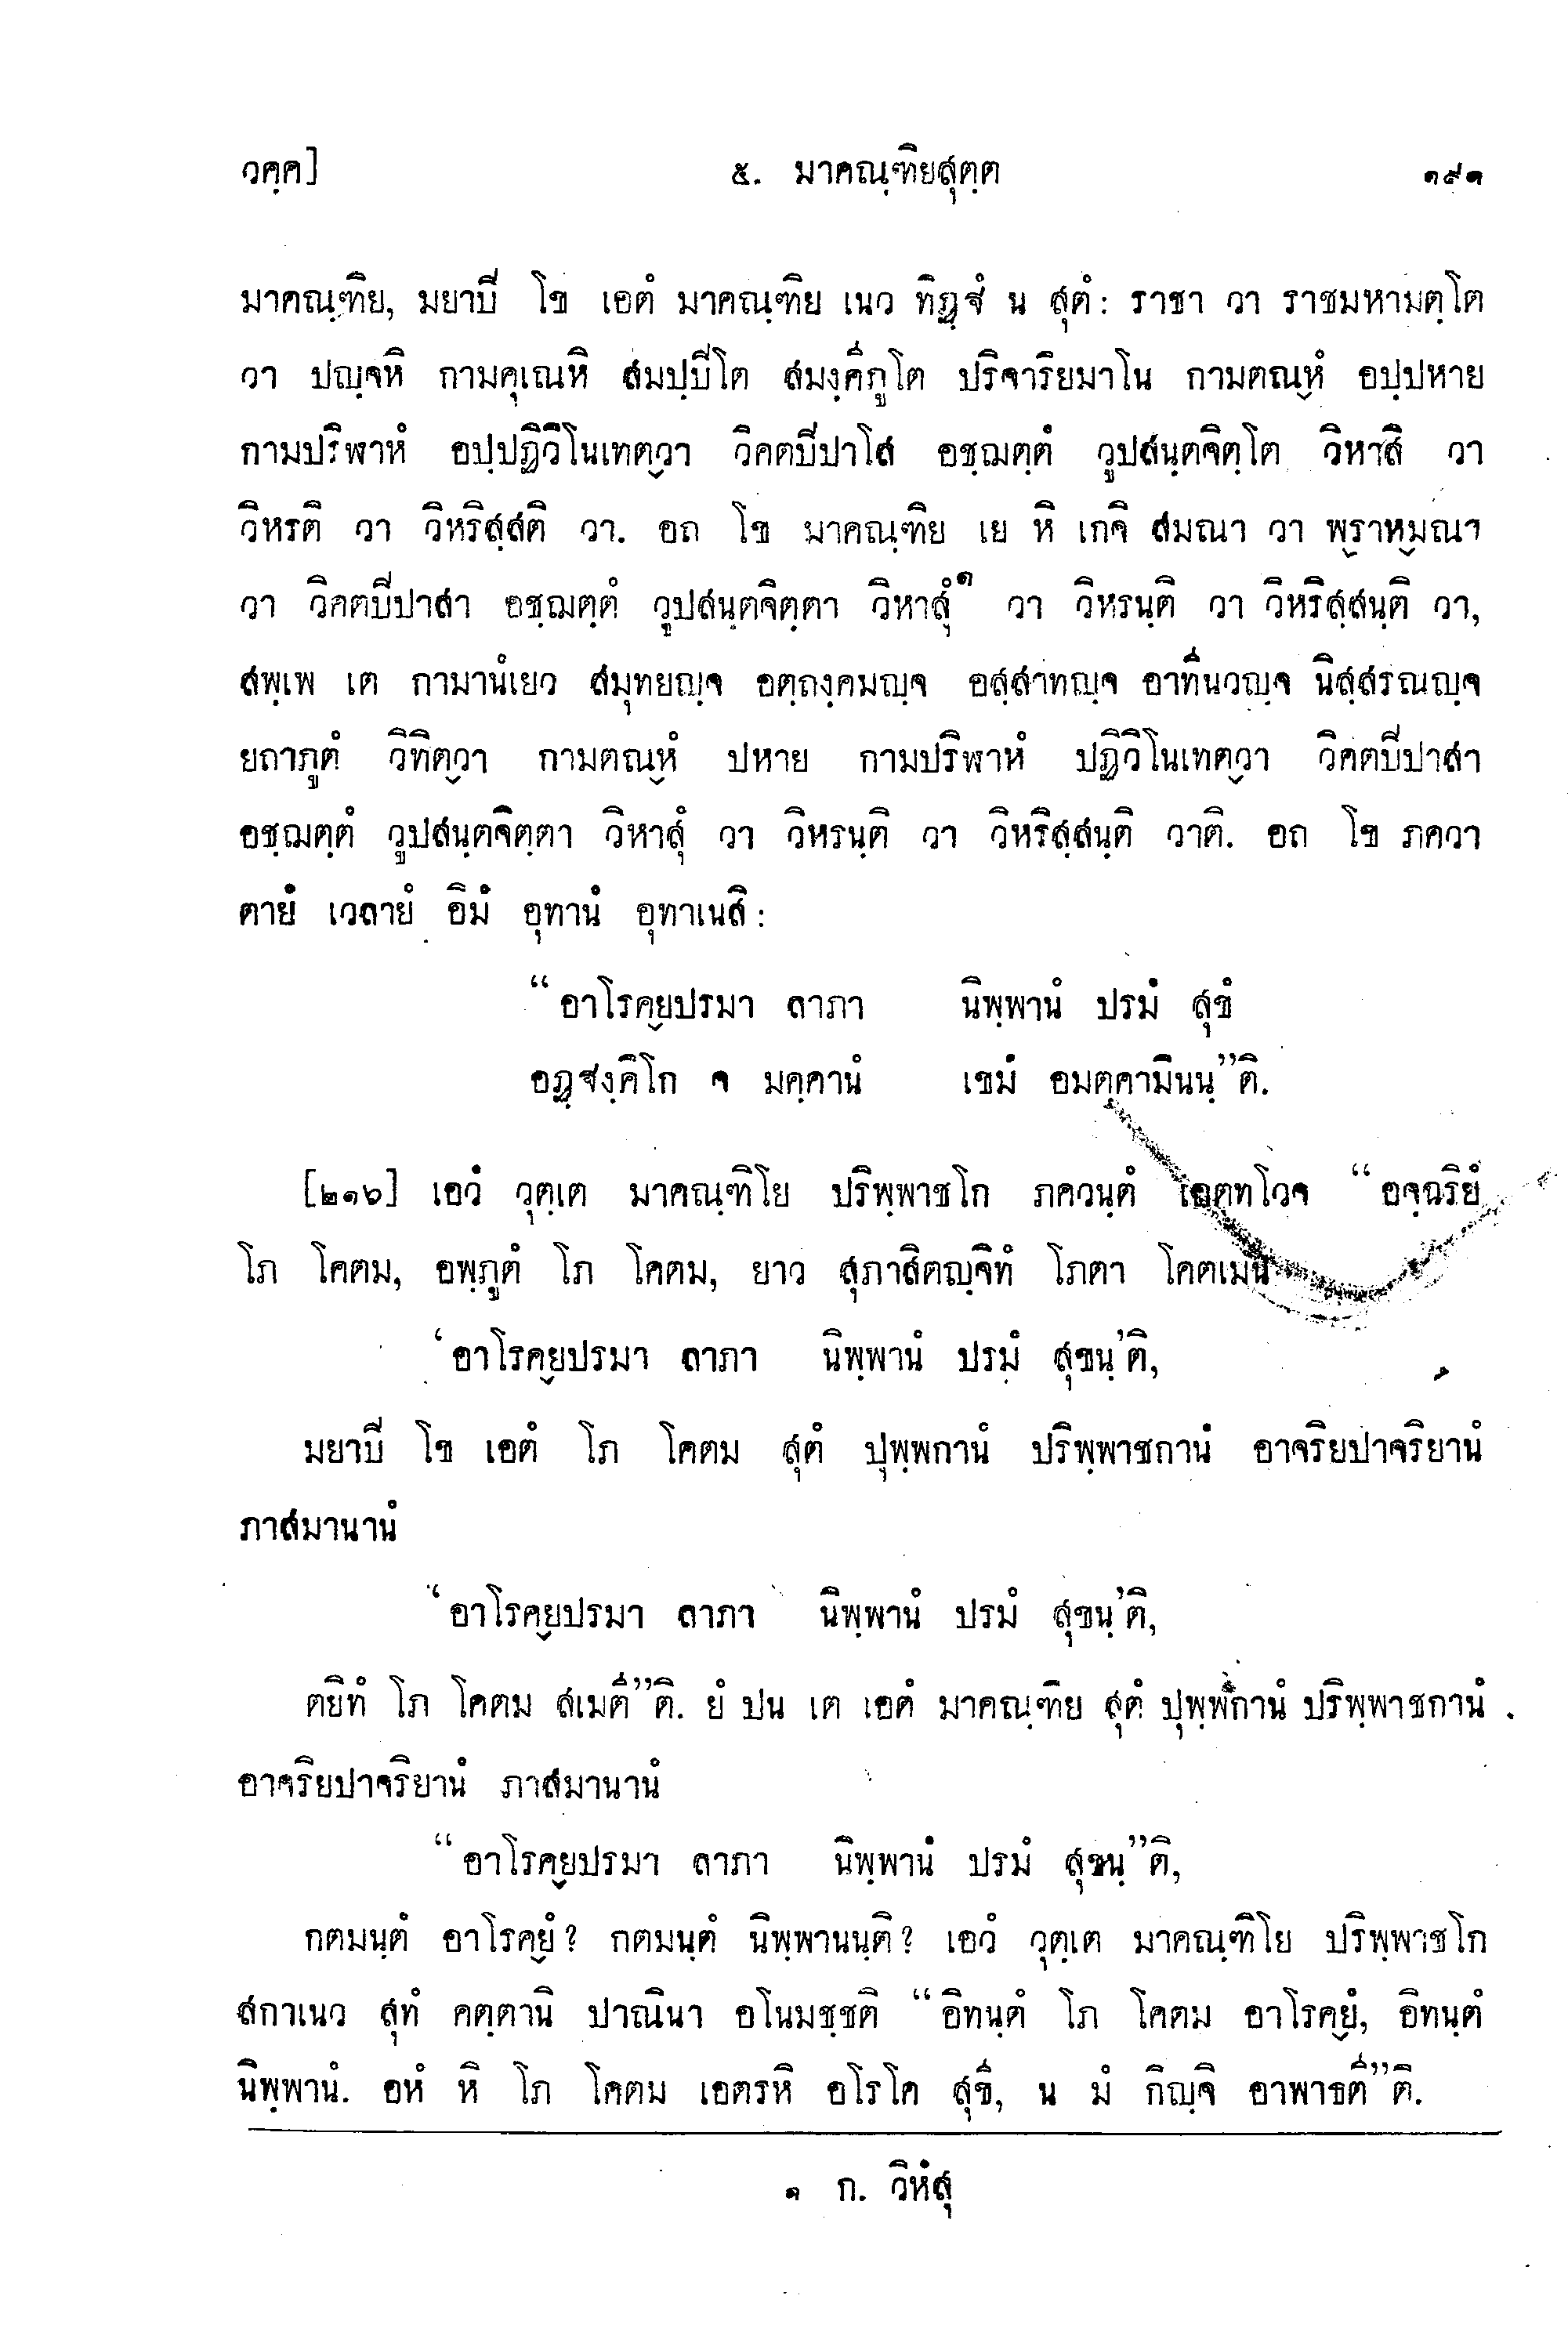 วคฺค]
๕. มาคณฺฑิยสุตฺต
๑๙๑
มาคณฺฑิย, มยาปิ โข เอตํ มาคณฺฑิย เนว ทิฏฺฐํ น สุตํ: ราชา วา ราชมหามตฺโต
วา ปญฺจหิ กามคุเณหิ สมปฺปิโต สมงฺคิภูโต ปริจาริยมาโน กามตณฺหํ อปฺปหาย
กามปริฬาหํ อปฺปฏิวิโนเทตฺวา วิคตปิปาโส อชฺฌตฺตํ วูปสนฺตจิตฺโต วิหาสิ วา
วิหรติ วา วิหริสฺสติ วา. อถ โข มาคณฺฑิย เย หิ เกจิ สมณา วา พฺราหฺมณา
วา วิคตปิปาสา อชฺฌตฺตํ วูปสนฺตจิตฺตา วิหาสุํ๑ วา วิหรนฺติ วา วิหริสฺสนฺติ วา,
สพฺเพ เต กามานํเยว สมุทยญฺจ อตฺถงฺคมญฺจ อสฺสาทญฺจ อาทีนวญฺจ นิสฺสรณญฺจ
ยถาภูตํ วิทิตฺวา กามตณฺหํ ปหาย กามปริฬาหํ ปฏิวิโนเทตฺวา วิคตปิปาสา
อชฺฌตฺตํ วูปสนฺตจิตฺตา วิหาสุํ วา วิหรนฺติ วา วิหริสฺสนฺติ วาติ. อถ โข ภควา
ตายํ เวลายํ อิมํ อุทานํ อุทาเนสิ:
“อาโรคฺยปรมา ลาภา นิพฺพานํ ปรมํ สุขํ
อฏฺฐงฺคิโก จ มคฺคานํ เขมํ อมตคามินนฺ”ติ.
[๒๑๖] เอวํ วุตฺเต มาคณฺฑิโย ปริพฺพาชโก ภควนฺตํ เอตทโวจ “อจฺฉริยํ
โภ โคตม, อพฺภูตํ โภ โคตม, ยาว สุภาสิตญฺจิทํ โภตา โคตเมน
‘อาโรคฺยปรมา ลาภา นิพฺพานํ ปรมํ สุขนฺ’ติ,
มยาปิ โข เอตํ โภ โคตม สุตํ ปุพฺพกานํ ปริพฺพาชกานํ อาจริยปาจริยานํ
ภาสมานานํ
‘อาโรคฺยปรมา ลาภา นิพฺพานํ ปรมํ สุขนฺ’ติ,
ตยิทํ โภ โคตม สเมตี”ติ. ยํ ปน เต เอตํ มาคณฺฑิย สุตํ ปุพฺพกานํ ปริพฺพาชกานํ
อาจริยปาจริยานํ ภาสมานานํ
“อาโรคฺยปรมา ลาภา นิพฺพานํ ปรมํ สุขนฺ”ติ,
กตมนฺตํ อาโรคฺยํ? กตมนฺตํ นิพฺพานนฺติ? เอวํ วุตฺเต มาคณฺฑิโย ปริพฺพาชโก
สกาเนว สุทํ คตฺตานิ ปาณินา อโนมชฺชติ “อิทนฺตํ โภ โคตม อาโรคฺยํ, อิทนฺตํ
นิพฺพานํ. อหํ หิ โภ โคตม เอตรหิ อโรโค สุขี, น มํ กิญฺจิ อาพาธตี”ติ.
๑ ก. วิหํสุ